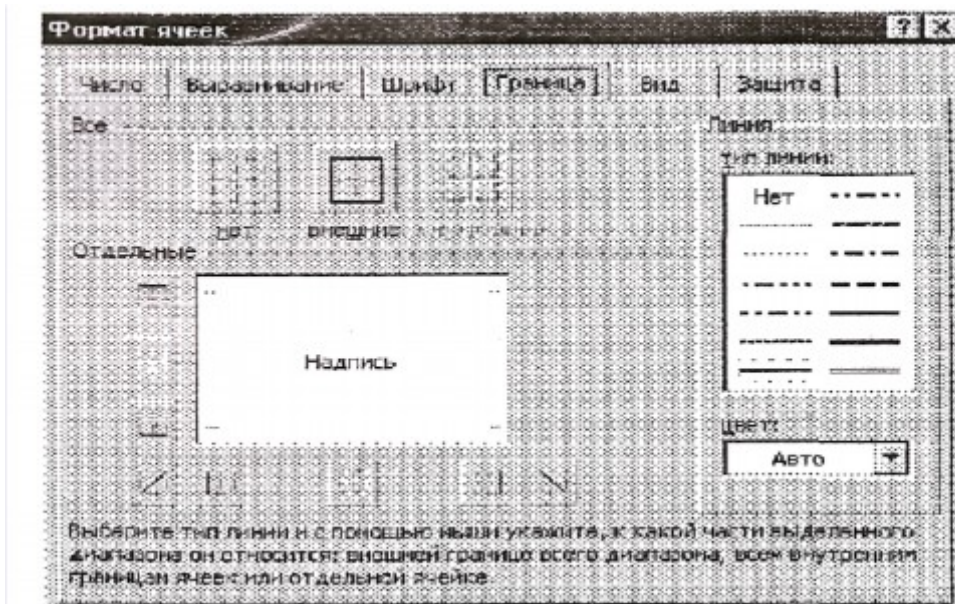 Формат ячеек
Число Выравнивание Шрифт Граница Вид Защита
Все
Линия
тип линии:
Нет
нет внешние внутренние
Отдельные
Надпись
цвет:
Авто
Выберите тип линии и с помощью мыши укажите, к какой части выделенного
диапазона он относится: внешней границе всего диапазона, всем внутренним
границам ячеек или отдельной ячейке.